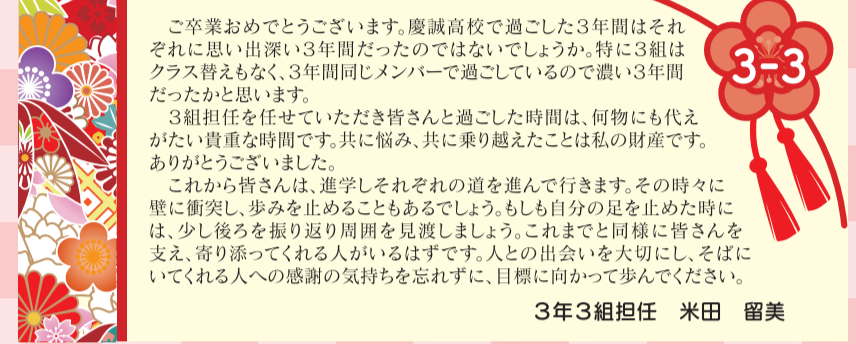 ご卒業おめでとうございます。慶誠高校で過ごした3年間はそれ
ぞれに思い出深い3年間だったのではないでしょうか。特に3組は
クラス替えもなく、3年間同じメンバーで過ごしているので濃い3年間
だったかと思います。
3-3
3組担任を任せていただき皆さんと過ごした時間は、何物にも代え
がたい貴重な時間です。共に悩み、共に乗り越えたことは私の財産です。
ありがとうございました。
これから皆さんは、進学しそれぞれの道を進んで行きます。その時々に
壁に衝突し、歩みを止めることもあるでしょう。もしも自分の足を止めた時に
は、少し後ろを振り返り周囲を見渡しましょう。これまでと同様に皆さんを
支え、寄り添ってくれる人がいるはずです。人との出会いを大切にし、そばに
いてくれる人への感謝の気持ちを忘れずに、目標に向かって歩んでください。
3年3組担任　米田　留美